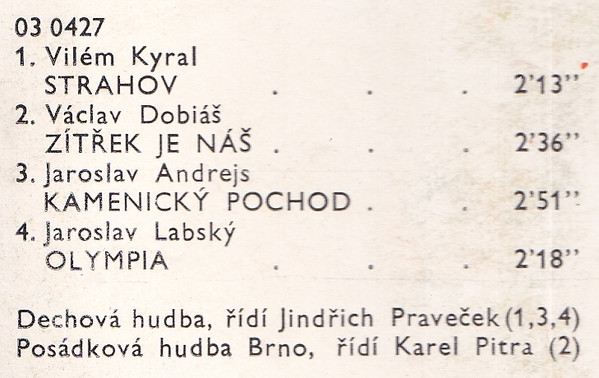 03 0427
1. Vilém Kyral
STRAHOV . . . 2'13"
2. Václav Dobiáš
ZÍTŘEK JE NÁŠ . . . 2'36"
3. Jaroslav Andrejs
KAMENICKÝ POCHOD . . 2'51"
4. Jaroslav Labský
OLYMPIA . . . 2'18"
Dechová hudba, řídí Jindřich Praveček (1,3,4)
Posádková hudba Brno, řídí Karel Pitra (2)